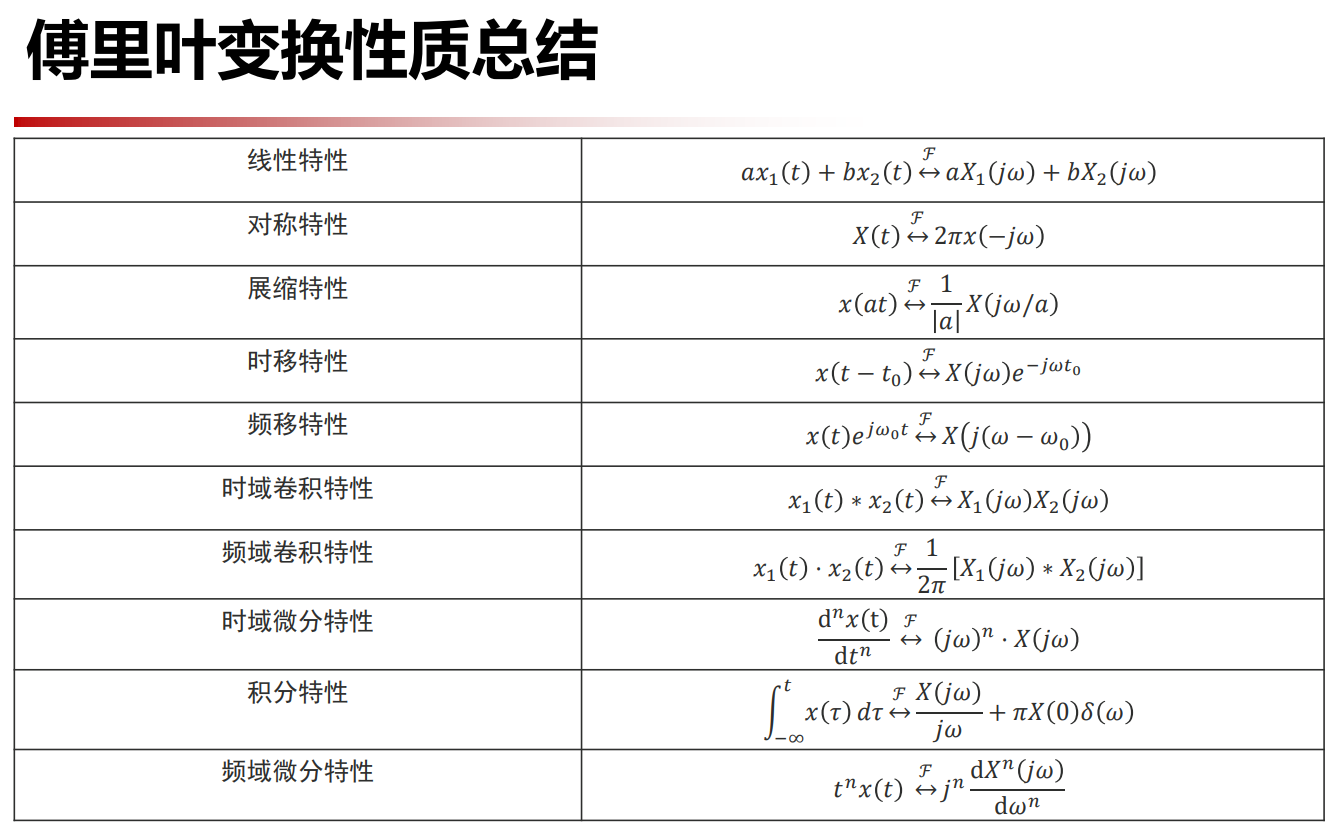 傅里叶变换性质总结
线性特性 $ax_1(t) + bx_2(t) \overset{\mathcal{F}}{\leftrightarrow} aX_1(j\omega) + bX_2(j\omega)$
对称特性 $X(t) \overset{\mathcal{F}}{\leftrightarrow} 2\pi x(-j\omega)$
展缩特性 $x(at) \overset{\mathcal{F}}{\leftrightarrow} \frac{1}{|a|} X(j\omega/a)$
时移特性 $x(t - t_0) \overset{\mathcal{F}}{\leftrightarrow} X(j\omega)e^{-j\omega t_0}$
频移特性 $x(t)e^{j\omega_0 t} \overset{\mathcal{F}}{\leftrightarrow} X(j(\omega - \omega_0))$
时域卷积特性 $x_1(t) * x_2(t) \overset{\mathcal{F}}{\leftrightarrow} X_1(j\omega)X_2(j\omega)$
频域卷积特性 $x_1(t) \cdot x_2(t) \overset{\mathcal{F}}{\leftrightarrow} \frac{1}{2\pi} [X_1(j\omega) * X_2(j\omega)]$
时域微分特性 $\frac{\mathrm{d}^n x(\mathrm{t})}{\mathrm{d}t^n} \overset{\mathcal{F}}{\leftrightarrow} (j\omega)^n \cdot X(j\omega)$
积分特性 $\int_{-\infty}^{t} x(\tau)\,d\tau \overset{\mathcal{F}}{\leftrightarrow} \frac{X(j\omega)}{j\omega} + \pi X(0)\delta(\omega)$
频域微分特性 $t^n x(t) \overset{\mathcal{F}}{\leftrightarrow} j^n \frac{\mathrm{d}X^n(j\omega)}{\mathrm{d}\omega^n}$